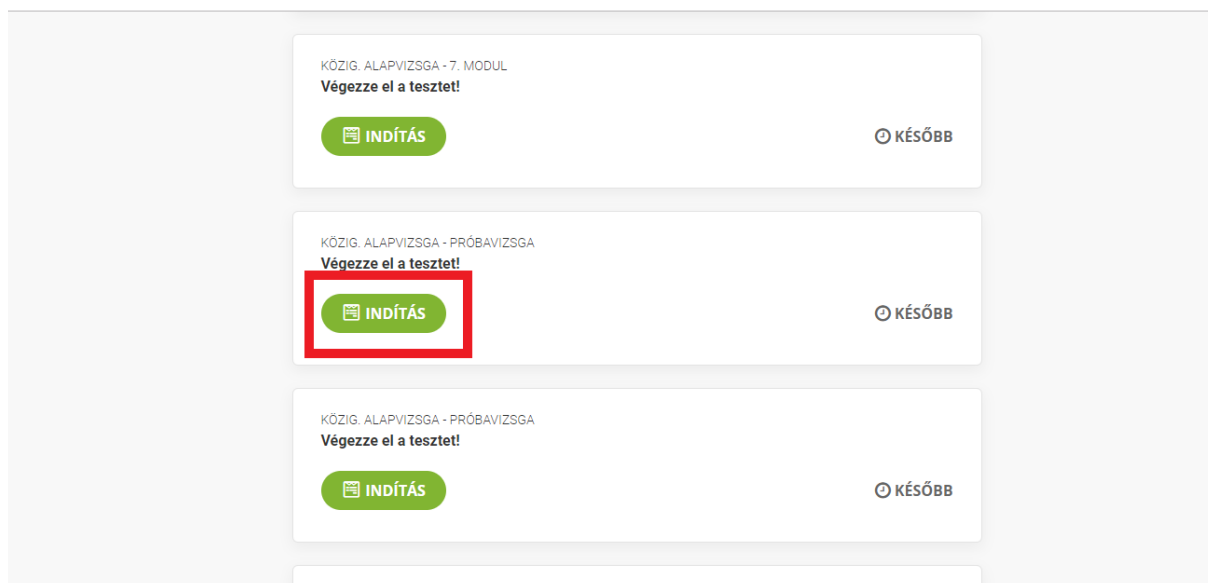 KÖZIG. ALAPVIZSGA - 7. MODUL
Végezze el a tesztet!
INDÍTÁS
KÉSŐBB
KÖZIG. ALAPVIZSGA - PRÓBAVIZSGA
Végezze el a tesztet!
INDÍTÁS
KÉSŐBB
KÖZIG. ALAPVIZSGA - PRÓBAVIZSGA
Végezze el a tesztet!
INDÍTÁS
KÉSŐBB